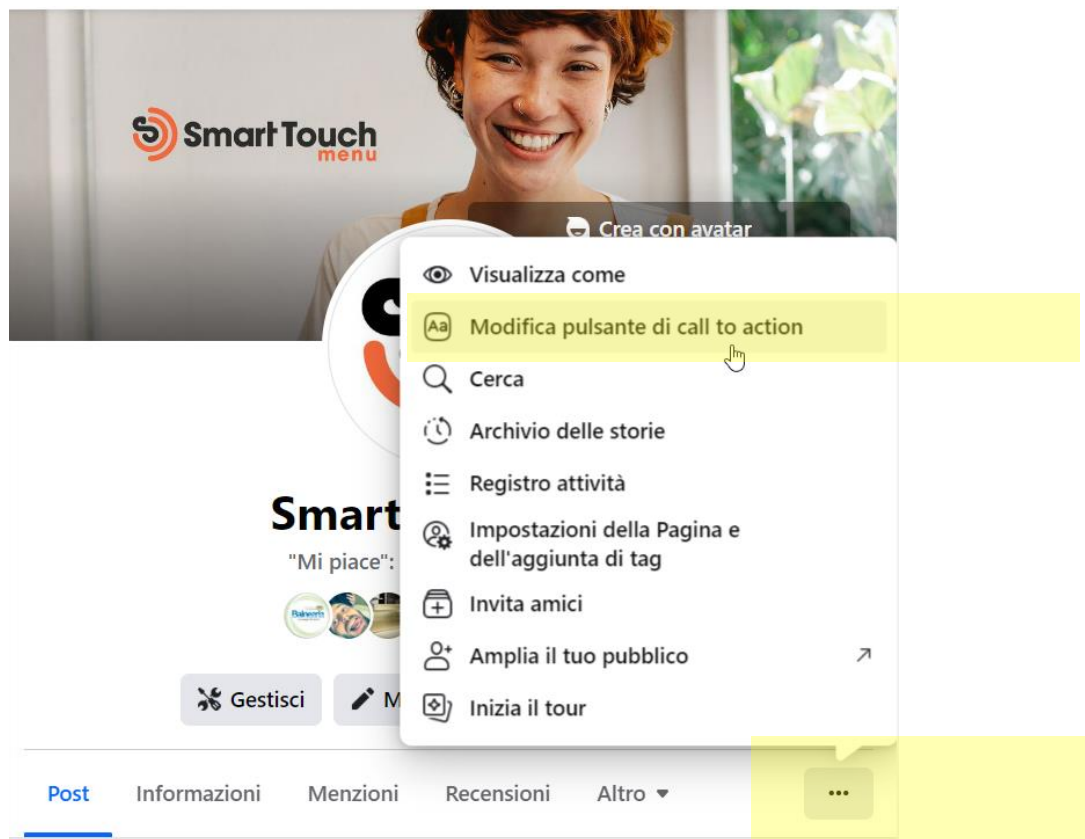 Smart Touch
menu
Crea con avatar
Visualizza come
Aa Modifica pulsante di call to action
Cerca
Archivio delle storie
Registro attività
Smart
Impostazioni della Pagina e
dell'aggiunta di tag
"Mi piace":
Invita amici
Amplia il tuo pubblico
Gestisci
M
Inizia il tour
Post Informazioni Menzioni Recensioni Altro